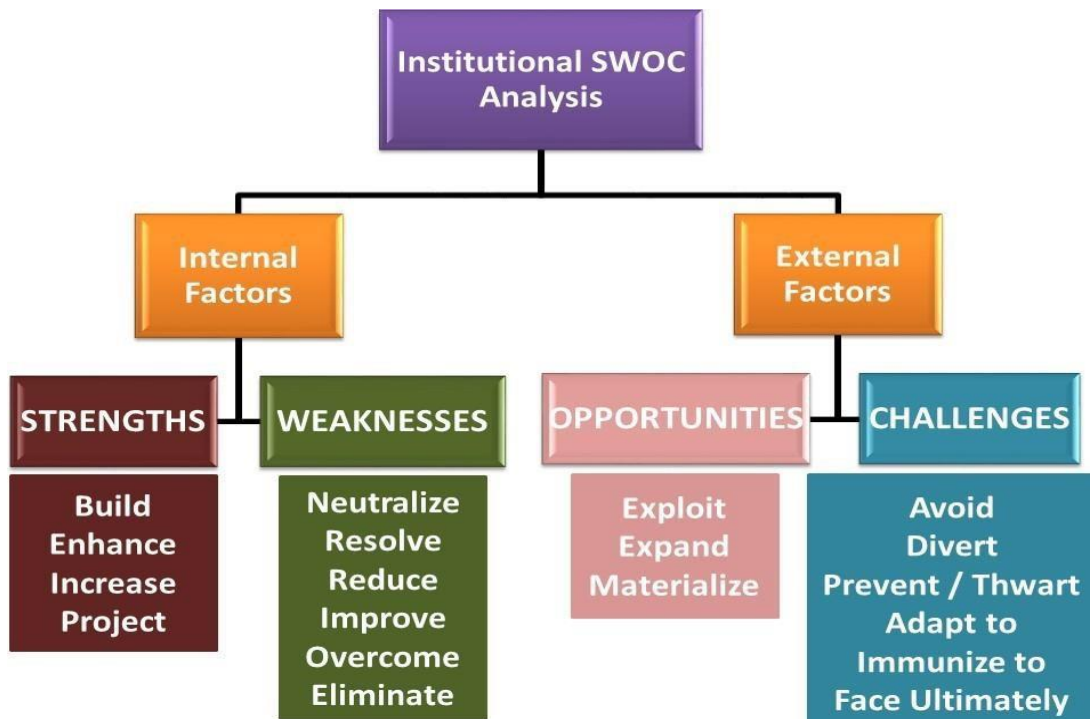 Institutional SWOC
Analysis
Internal
Factors
External
Factors
STRENGTHS
WEAKNESSES
OPPORTUNITIES
CHALLENGES
Build
Enhance
Increase
Project
Neutralize
Resolve
Reduce
Improve
Overcome
Eliminate
Exploit
Expand
Materialize
Avoid
Divert
Prevent / Thwart
Adapt to
Immunize to
Face Ultimately